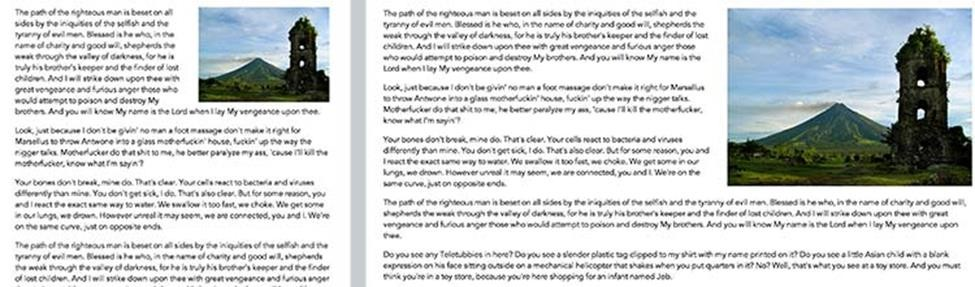 The path of the righteous man is beset on all
sides by the iniquities of the selfish and the
tyranny of evil men. Blessed is he who, in the
name of charity and good will, shepherds the
weak through the valley of darkness, for he is
truly his brother's keeper and the finder of lost
children. And I will strike down upon thee with
great vengeance and furious anger those who
would attempt to poison and destroy My
brothers. And you will know My name is the Lord when I lay My vengeance upon thee.
Look, just because I don't be givin' no man a foot massage don't make it right for
Marsellus to throw Antwone into a glass motherfuckin' house, fuckin' up the way the
nigger talks. Motherfucker do that shit to me, he better paralyze my ass, 'cause I'll kill the
motherfucker, know what I'm sayin'?
Your bones don't break, mine do. That's clear. Your cells react to bacteria and viruses
differently than mine. You don't get sick, I do. That's also clear. But for some reason, you
and I react the exact same way to water. We swallow it too fast, we choke. We get some
in our lungs, we drown. However unreal it may seem, we are connected, you and I. We're
on the same curve, just on opposite ends.
The path of the righteous man is beset on all sides by the iniquities of the selfish and the
tyranny of evil men. Blessed is he who, in the name of charity and good will, shepherds
the weak through the valley of darkness, for he is truly his brother's keeper and the finder
of lost children. And I will strike down upon thee with great vengeance and furious anger
The path of the righteous man is beset on all sides by the iniquities of the selfish and the
tyranny of evil men. Blessed is he who, in the name of charity and good will, shepherds the
weak through the valley of darkness, for he is truly his brother's keeper and the finder of lost
children. And I will strike down upon thee with great vengeance and furious anger those
who would attempt to poison and destroy My brothers. And you will know My name is the
Lord when I lay My vengeance upon thee.
Look, just because I don't be givin' no man a foot massage don't make it right for Marsellus
to throw Antwone into a glass motherfuckin' house, fuckin' up the way the nigger talks.
Motherfucker do that shit to me, he better paralyze my ass, 'cause I'll kill the motherfucker,
know what I'm sayin'?
Your bones don't break, mine do. That's clear. Your cells react to bacteria and viruses
differently than mine. You don't get sick, I do. That's also clear. But for some reason, you and
I react the exact same way to water. We swallow it too fast, we choke. We get some in our
lungs, we drown. However unreal it may seem, we are connected, you and I. We're on the
same curve, just on opposite ends.
The path of the righteous man is beset on all sides by the iniquities of the selfish and the tyranny of evil men. Blessed is he who, in the name of charity and good will,
shepherds the weak through the valley of darkness, for he is truly his brother's keeper and the finder of lost children. And I will strike down upon thee with great
vengeance and furious anger those who would attempt to poison and destroy My brothers. And you will know My name is the Lord when I lay My vengeance upon
thee.
Do you see any Teletubbies in here? Do you see a slender plastic tag clipped to my shirt with my name printed on it? Do you see a little Asian child with a blank
expression on his face sitting outside on a mechanical helicopter that shakes when you put quarters in it? No? Well, that's what you see at a toy store. And you must
think you're in a toy store, because you're here shopping for an infant named Jeb.